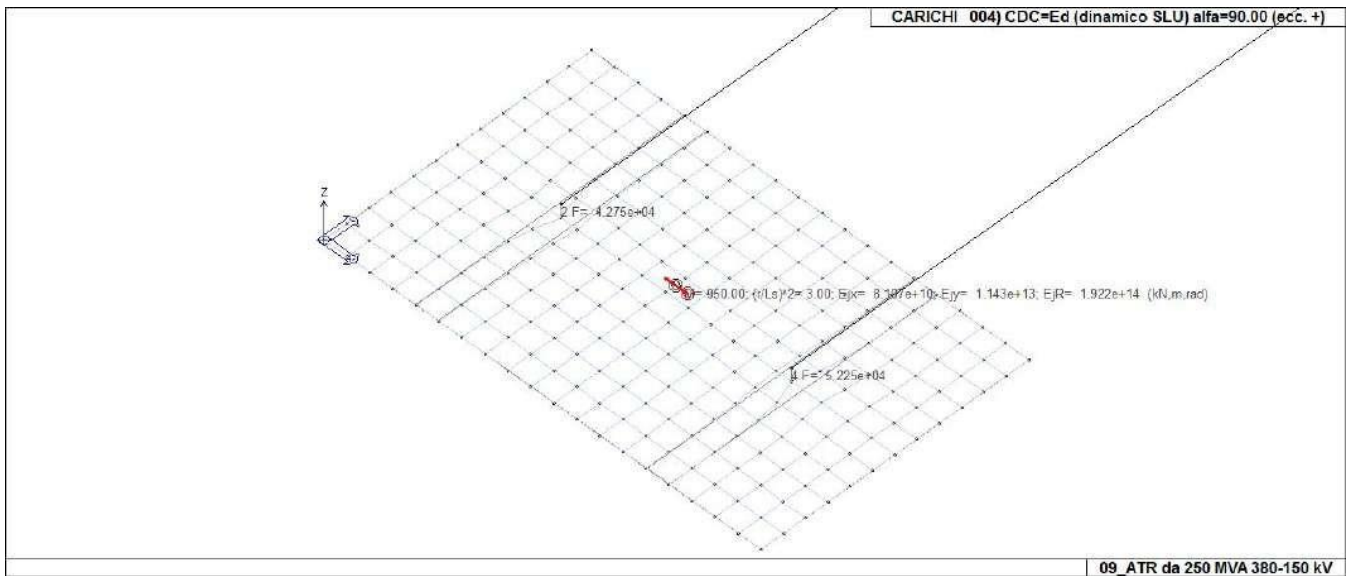 CARICHI 004) CDC=Ed (dinamico SLU) alfa=90.00 (ecc. +)
Z
2 F= 4.275e+04
M= 950.00; (r/Ls)^2= 3.00; Ejx= 8.107e+10; Ejy= 1.143e+13; EjR= 1.922e+14 (kN,m,rad)
4 F= 5.225e+04
09_ATR da 250 MVA 380-150 kV